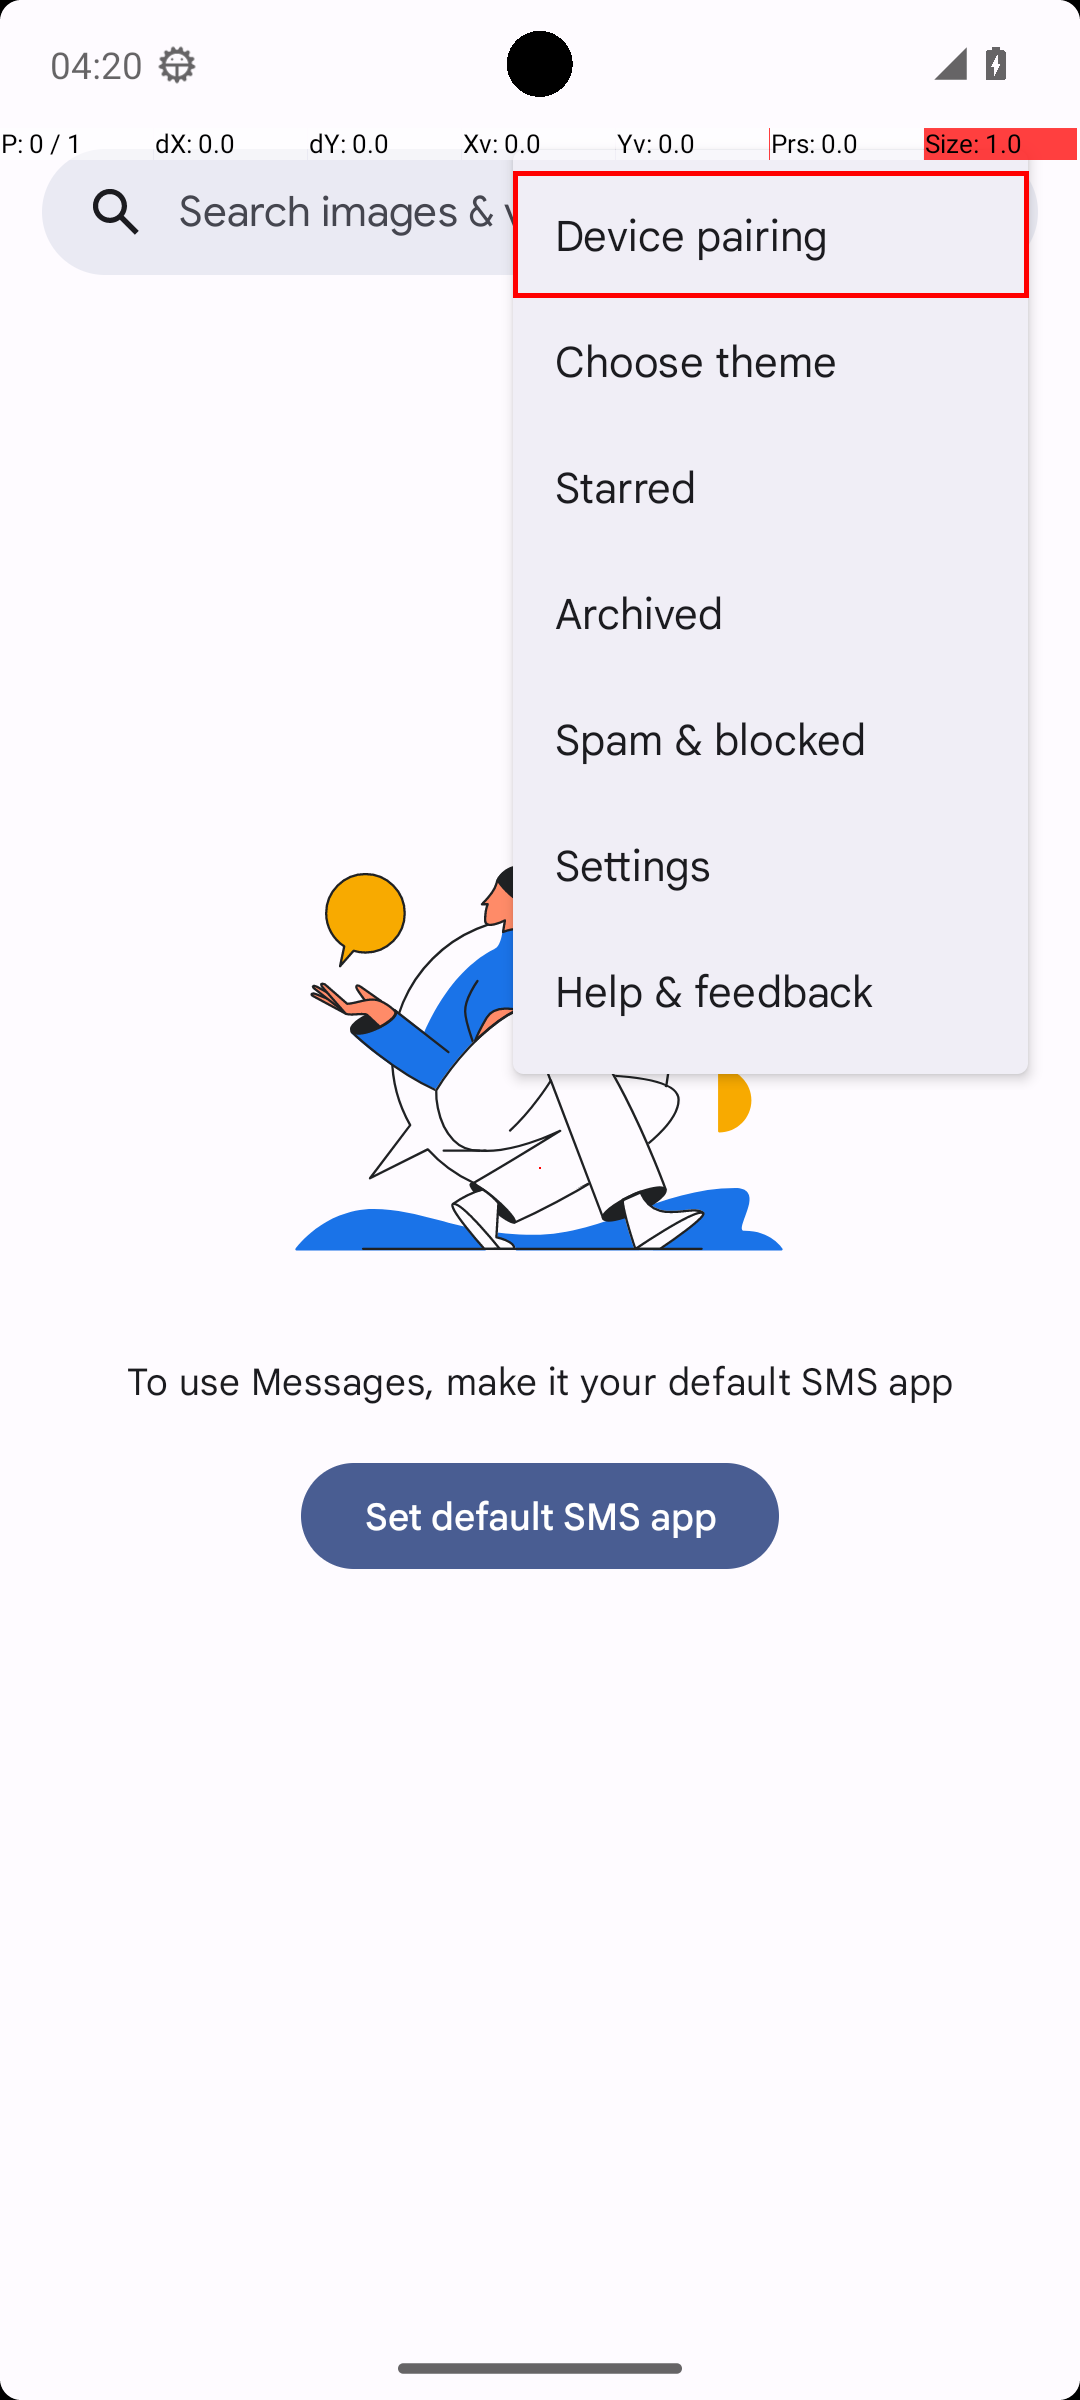 04:20
P: 0 / 1 dX: 0.0 dY: 0.0 Xv: 0.0 Yv: 0.0 Prs: 0.0 Size: 1.0
Search images &
Device pairing
Choose theme
Starred
Archived
Spam & blocked
Settings
Help & feedback
To use Messages, make it your default SMS app
Set default SMS app